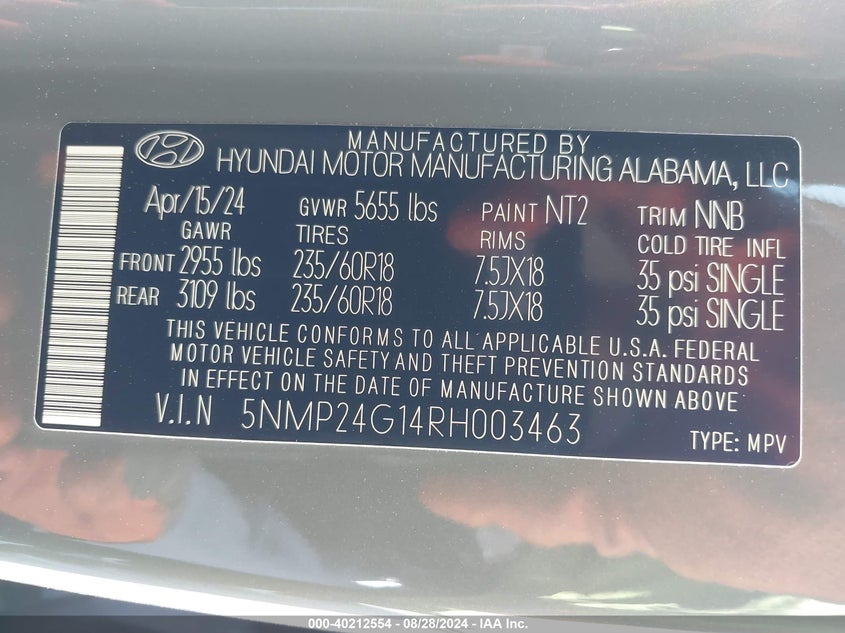 MANUFACTURED BY
HYUNDAI MOTOR MANUFACTURING ALABAMA, LLC
Apr/15/24 GVWR 5655 lbs PAINT NT2 TRIM NNB
GAWR TIRES RIMS COLD TIRE INFL
FRONT 2955 lbs 235/60R18 7.5JX18 35 psi SINGLE
REAR 3109 lbs 235/60R18 7.5JX18 35 psi SINGLE
THIS VEHICLE CONFORMS TO ALL APPLICABLE U.S.A. FEDERAL
MOTOR VEHICLE SAFETY AND THEFT PREVENTION STANDARDS
IN EFFECT ON THE DATE OF MANUFACTURE SHOWN ABOVE
V.I.N 5NMP24G14RH003463 TYPE: MPV
000-40212554 - 08/28/2024 - IAA Inc.